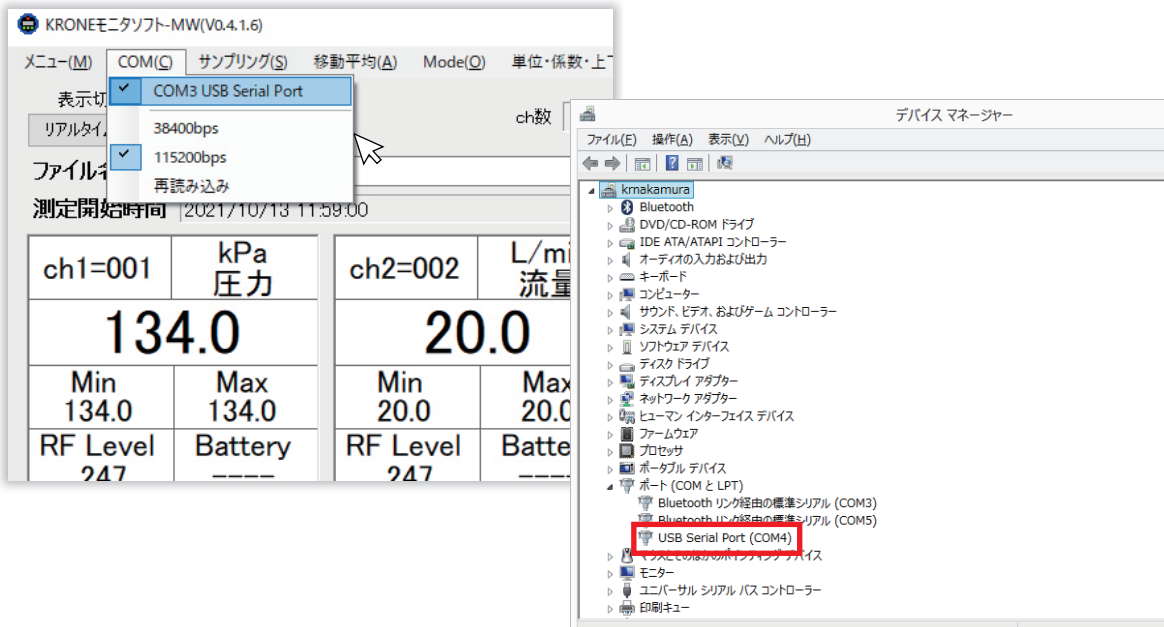 KRONEモニタソフト-MW(V0.4.1.6)
メニュー(M) COM(C) サンプリング(S) 移動平均(A) Mode(O) 単位・係数・上
表示切
COM3 USB Serial Port
ch数
リアルタイ
38400bps
115200bps
ファイル名
再読み込み
測定開始時間 2021/10/13 11:59:00
ch1=001 kPa 圧力
ch2=002 L/mi 流量
134.0 20.0
Min Max Min Max
134.0 134.0 20.0 20.0
RF Level Battery RF Level Batte
247 ---- 247 ---
デバイス マネージャー
ファイル(F) 操作(A) 表示(V) ヘルプ(H)
krnakamura
Bluetooth
DVD/CD-ROM ドライブ
IDE ATA/ATAPI コントローラー
オーディオの入力および出力
キーボード
コンピューター
サウンド、ビデオ、およびゲーム コントローラー
システム デバイス
ソフトウェア デバイス
ディスク ドライブ
ディスプレイ アダプター
ネットワーク アダプター
ヒューマン インターフェイス デバイス
ファームウェア
プロセッサ
ポータブル デバイス
ポート (COM と LPT)
Bluetooth リンク経由の標準シリアル (COM3)
Bluetooth リンク経由の標準シリアル (COM5)
USB Serial Port (COM4)
マウスとそのほかのポインティング デバイス
モニター
ユニバーサル シリアル バス コントローラー
印刷キュー